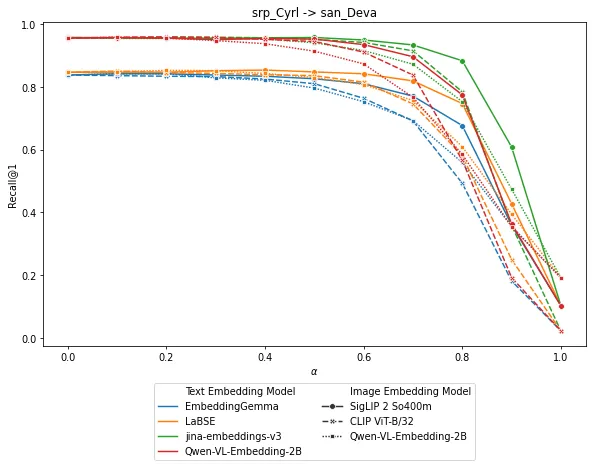 srp_Cyrl -> san_Deva
1.0
0.8
0.6
0.4
0.2
0.0
Recall@1
0.0 0.2 0.4 0.6 0.8 1.0
α
Text Embedding Model Image Embedding Model
EmbeddingGemma SigLIP 2 So400m
LaBSE CLIP ViT-B/32
jina-embeddings-v3 Qwen-VL-Embedding-2B
Qwen-VL-Embedding-2B